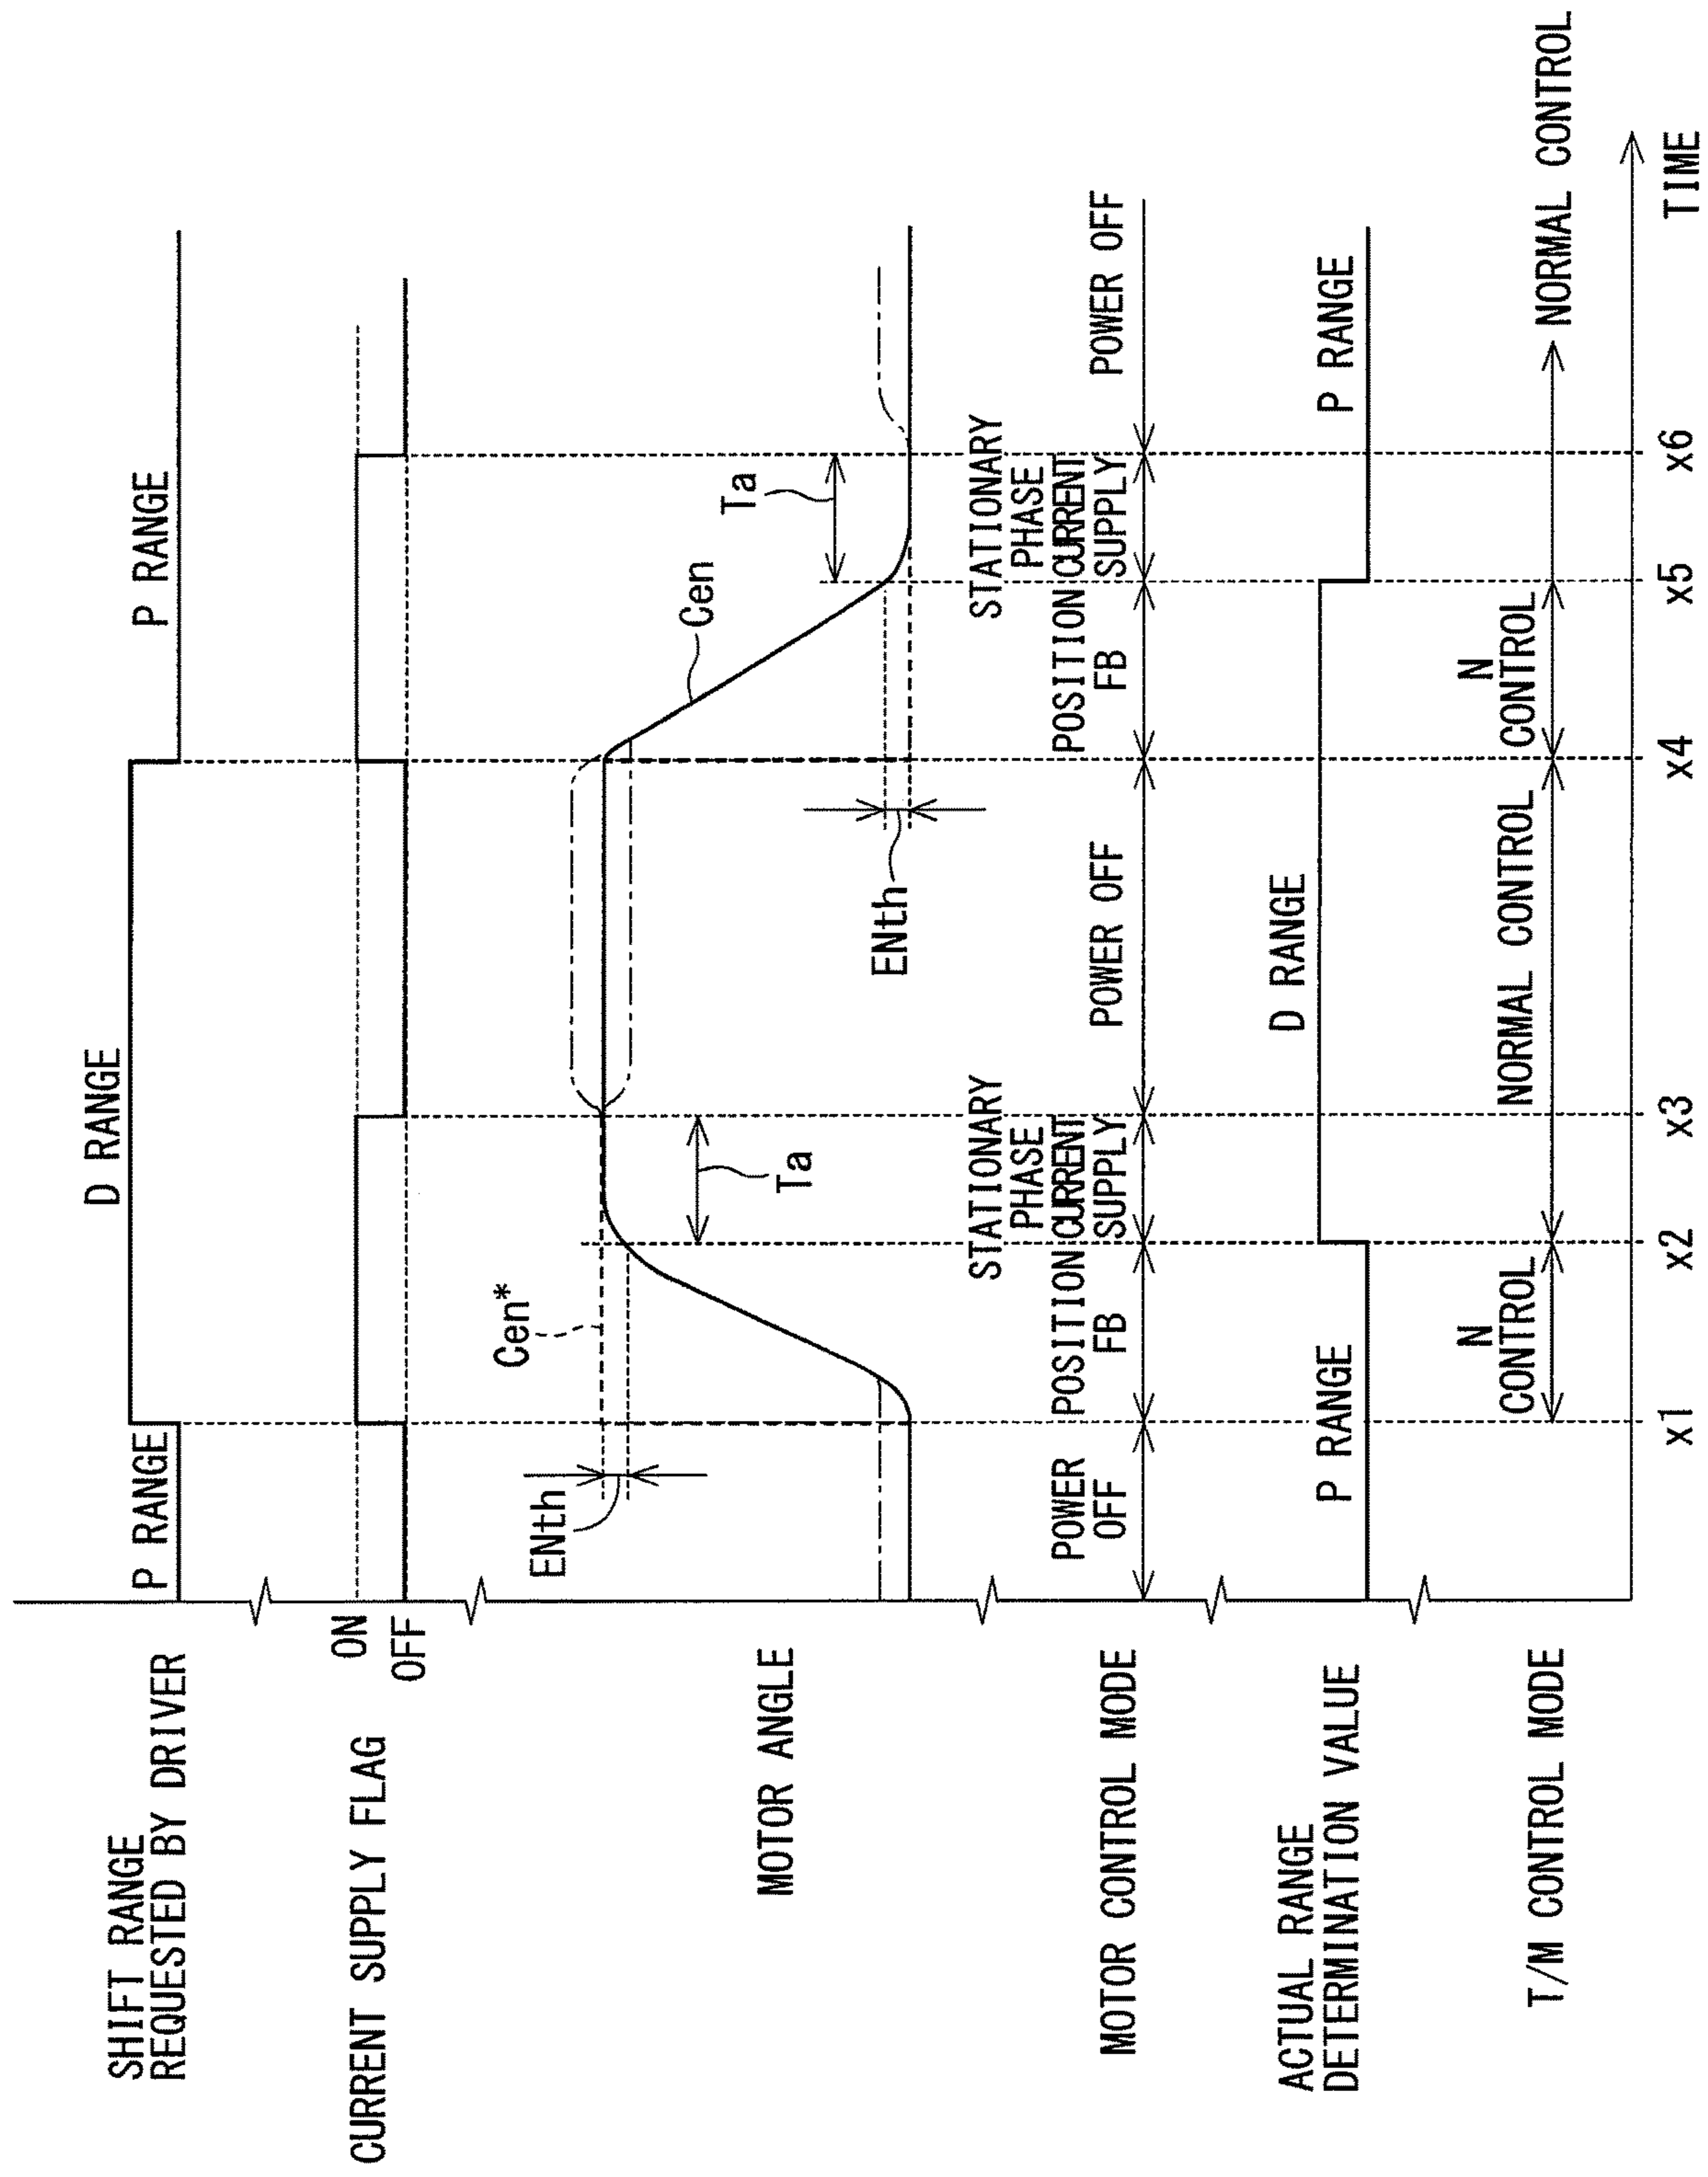 SHIFT RANGE
REQUESTED BY DRIVER
P RANGE
D RANGE
P RANGE
CURRENT SUPPLY FLAG
ON
OFF
MOTOR ANGLE
ENth
Cen*
Ta
ENth
Cen
Ta
MOTOR CONTROL MODE
POWER
OFF
POSITION
FB
STATIONARY
PHASE
CURRENT
SUPPLY
POWER OFF
POSITION
FB
STATIONARY
PHASE
CURRENT
SUPPLY
POWER OFF
ACTUAL RANGE
DETERMINATION VALUE
P RANGE
D RANGE
P RANGE
T/M CONTROL MODE
N
CONTROL
NORMAL CONTROL
N
CONTROL
NORMAL CONTROL
x1
x2
x3
x4
x5
x6
TIME